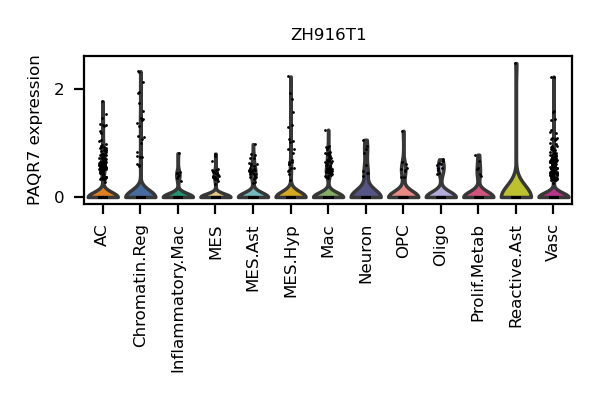 ZH916T1
PAQR7 expression
2
0
AC
Chromatin.Reg
Inflammatory.Mac
MES
MES.Ast
MES.Hyp
Mac
Neuron
OPC
Oligo
Prolif.Metab
Reactive.Ast
Vasc